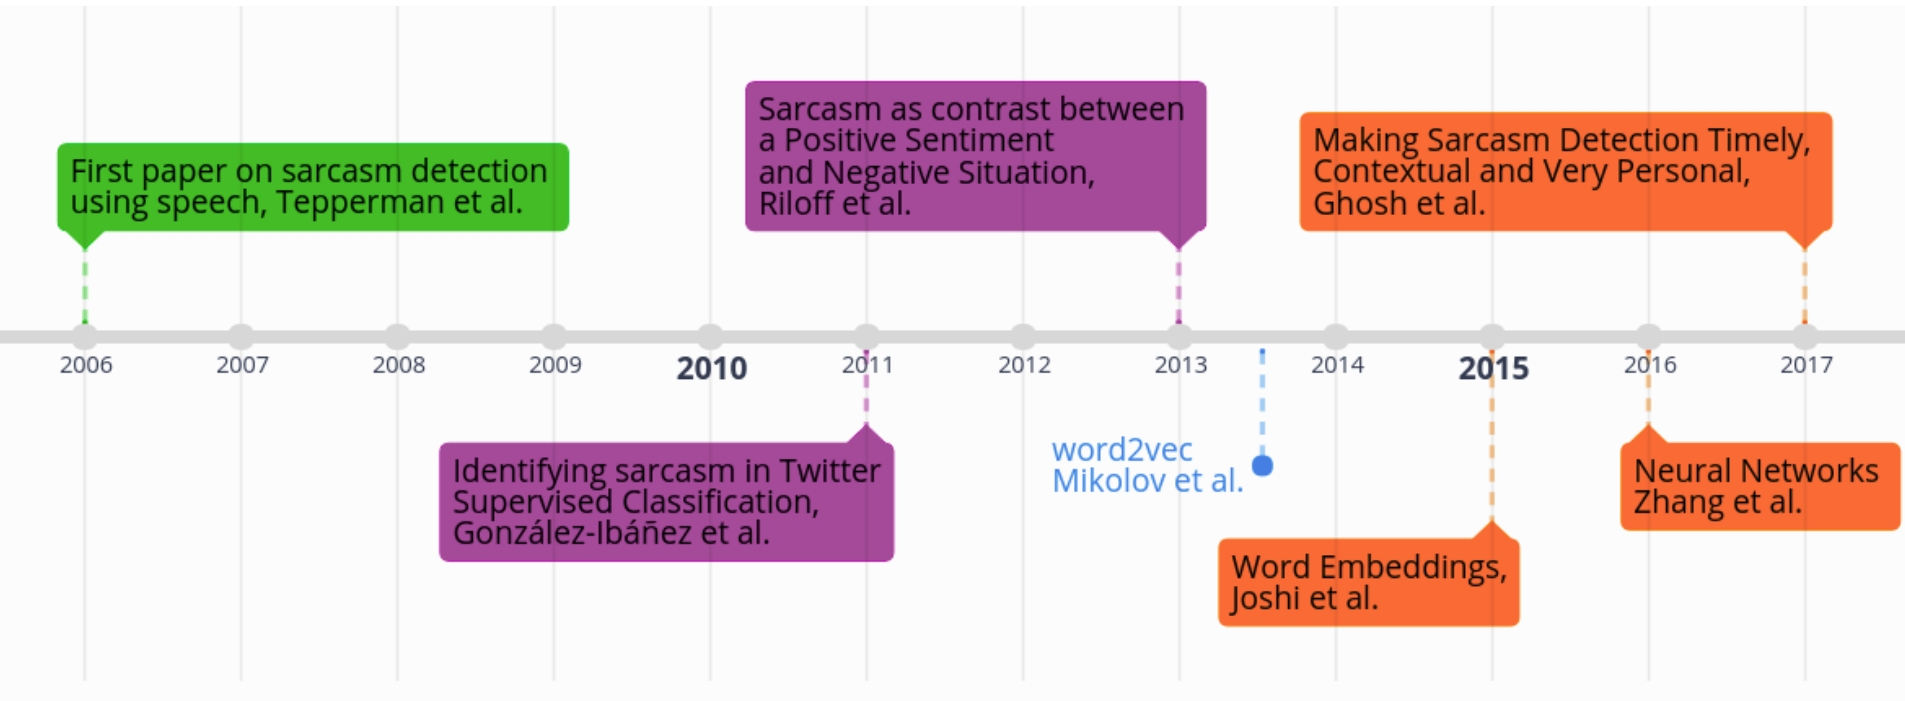 First paper on sarcasm detection
using speech, Tepperman et al.
Sarcasm as contrast between
a Positive Sentiment
and Negative Situation,
Riloff et al.
Making Sarcasm Detection Timely,
Contextual and Very Personal,
Ghosh et al.
2006 2007 2008 2009 2010 2011 2012 2013 2014 2015 2016 2017
Identifying sarcasm in Twitter
Supervised Classification,
González-Ibáñez et al.
word2vec
Mikolov et al.
Word Embeddings,
Joshi et al.
Neural Networks
Zhang et al.